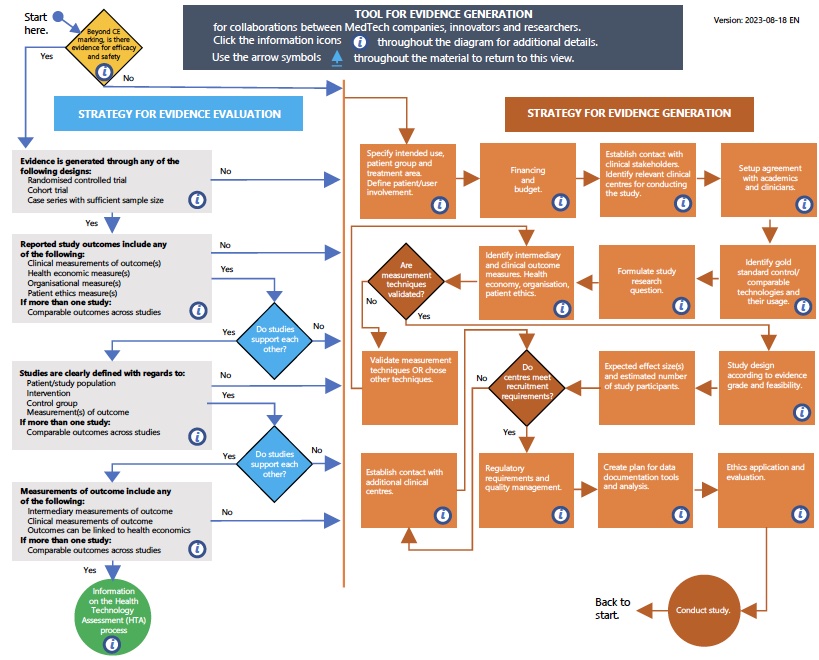 Start
here.
Beyond CE
marking, is there
evidence for efficacy
and safety
Yes
No
TOOL FOR EVIDENCE GENERATION
for collaborations between MedTech companies, innovators and researchers.
Click the information icons i throughout the diagram for additional details.
Use the arrow symbols throughout the material to return to this view.
Version: 2023-08-18 EN
STRATEGY FOR EVIDENCE EVALUATION
Evidence is generated through any of the
following designs:
Randomised controlled trial
Cohort trial
Case series with sufficient sample size
No
Yes
Reported study outcomes include any
of the following:
Clinical measurements of outcome(s)
Health economic measure(s)
Organisational measure(s)
Patient ethics measure(s)
If more than one study:
Comparable outcomes across studies
No
Yes
Do studies
support each
other?
Yes
No
Studies are clearly defined with regards to:
Patient/study population
Intervention
Control group
Measurement(s) of outcome
If more than one study:
Comparable outcomes across studies
No
Yes
Do studies
support each
other?
Yes
No
Measurements of outcome include any
of the following:
Intermediary measurements of outcome
Clinical measurements of outcome
Outcomes can be linked to health economics
If more than one study:
Comparable outcomes across studies
No
Yes
Information
on the Health
Technology
Assessment (HTA)
process
STRATEGY FOR EVIDENCE GENERATION
Specify intended use,
patient group and
treatment area.
Define patient/user
involvement.
Financing
and
budget.
Establish contact with
clinical stakeholders.
Identify relevant clinical
centres for conducting
the study.
Setup agreement
with academics
and clinicians.
Identify gold
standard control/
comparable
technologies and
their usage.
Formulate study
research
question.
Identify intermediary
and clinical outcome
measures. Health
economy, organisation,
patient ethics.
Are
measurement
techniques
validated?
No
Yes
Validate measurement
techniques OR chose
other techniques.
Study design
according to evidence
grade and feasibility.
Expected effect size(s)
and estimated number
of study participants.
Do
centres meet
recruitment
requirements?
No
Yes
Establish contact with
additional clinical
centres.
Regulatory
requirements and
quality management.
Create plan for data
documentation tools
and analysis.
Ethics application and
evaluation.
Conduct study.
Back to
start.